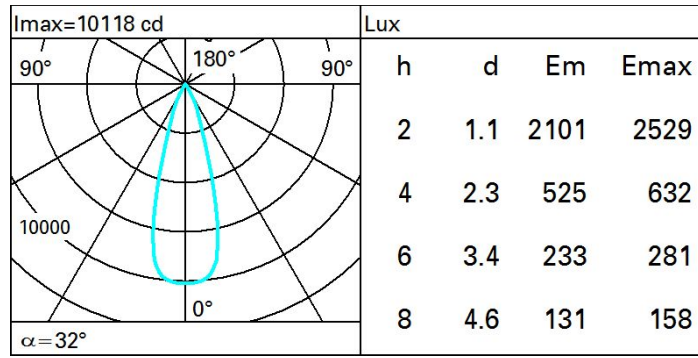 Imax=10118 cd
Lux
90° 180° 90°
10000
0°
α=32°
h d Em Emax
2 1.1 2101 2529
4 2.3 525 632
6 3.4 233 281
8 4.6 131 158